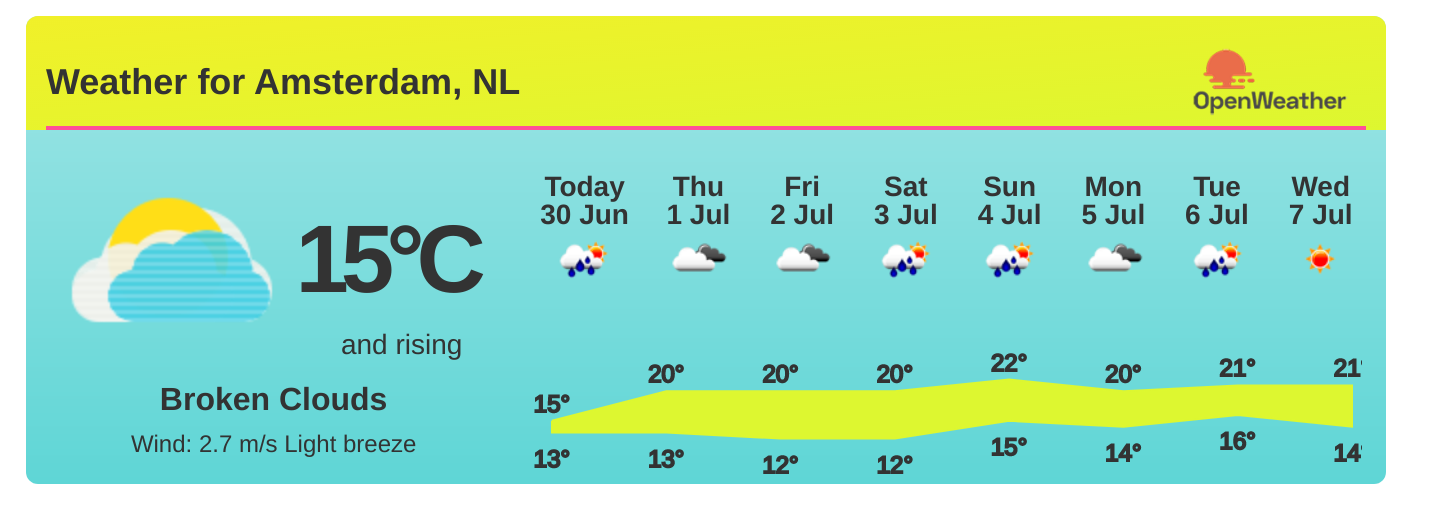 Weather for Amsterdam, NL
OpenWeather
15°C
and rising
Broken Clouds
Wind: 2.7 m/s Light breeze
Today Thu Fri Sat Sun Mon Tue Wed
30 Jun 1 Jul 2 Jul 3 Jul 4 Jul 5 Jul 6 Jul 7 Jul
15° 20° 20° 20° 22° 20° 21° 21°
13° 13° 12° 12° 15° 14° 16° 14°